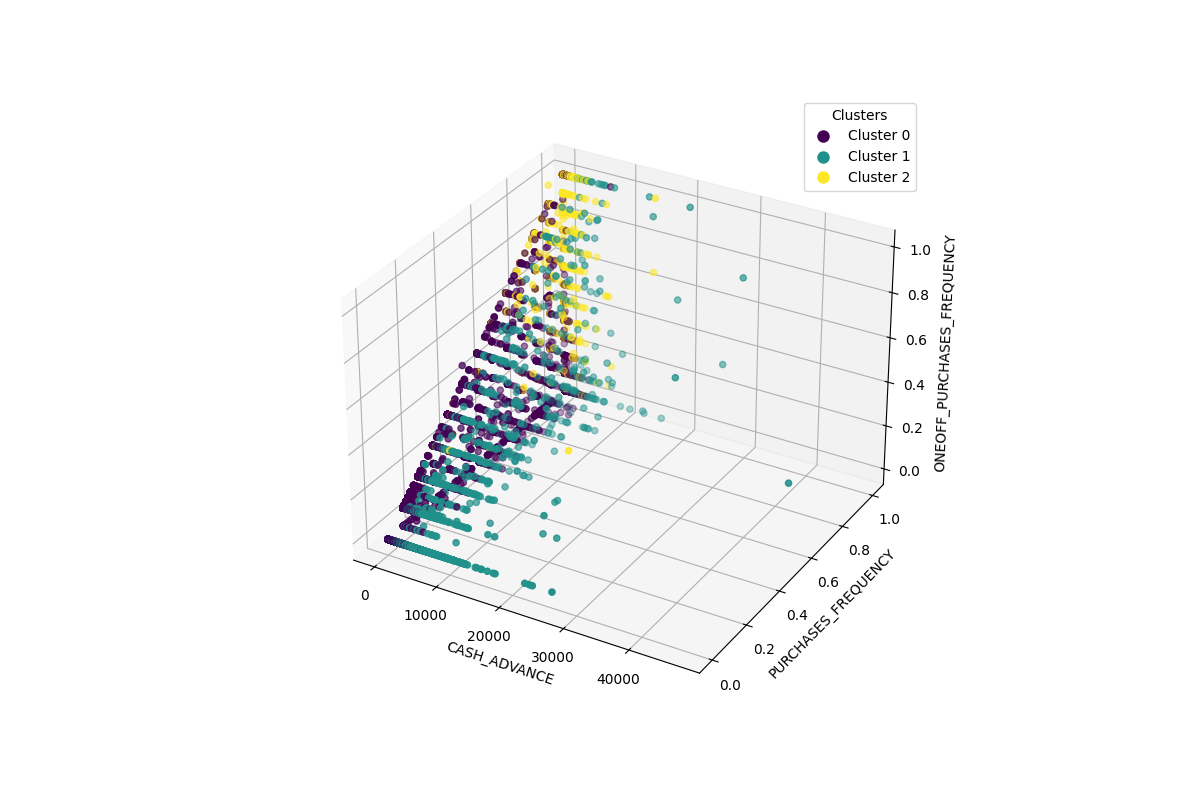 Clusters
Cluster 0
Cluster 1
Cluster 2
1.0
0.8
0.6
0.4
0.2
0.0
ONEOFF_PURCHASES_FREQUENCY
1.0
0.8
0.6
0.4
0.2
0.0
PURCHASES_FREQUENCY
0
10000
20000
30000
40000
CASH_ADVANCE